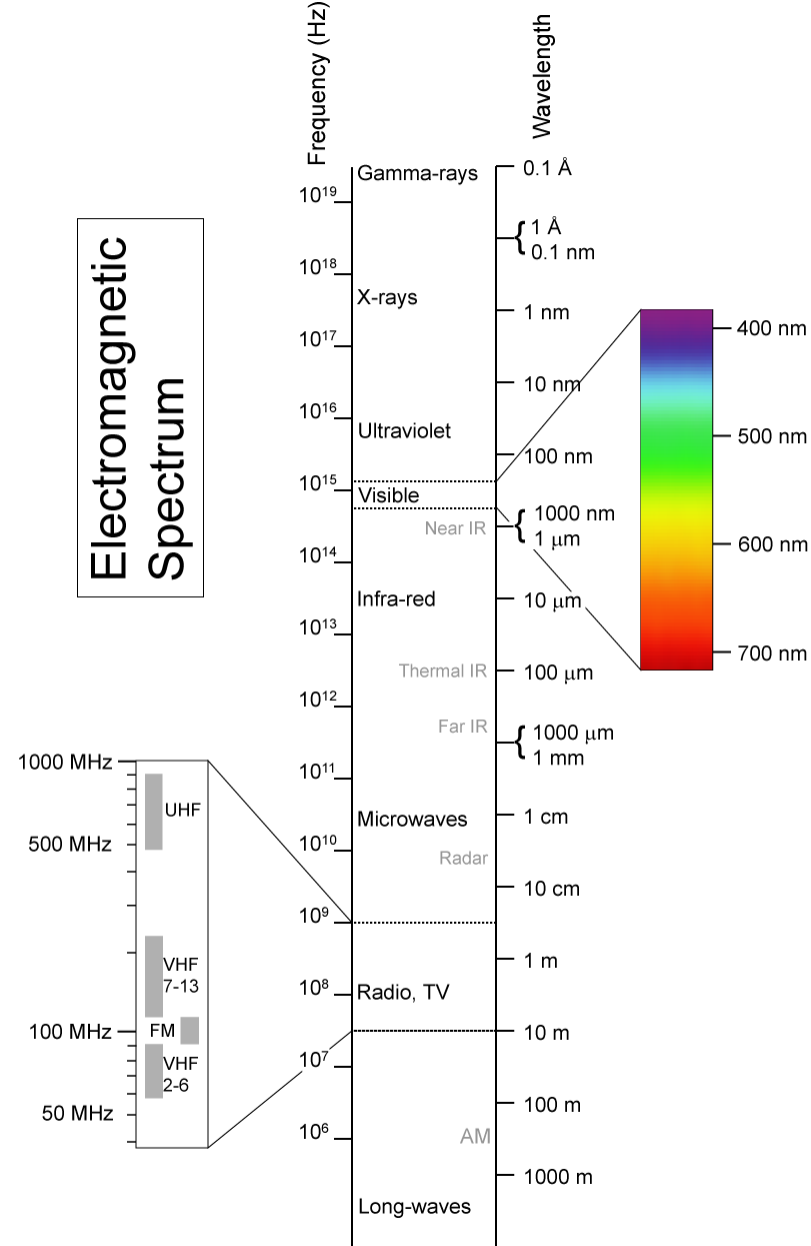 Electromagnetic
Spectrum
Frequency (Hz)
Wavelength
10¹⁹
10¹⁸
10¹⁷
10¹⁶
10¹⁵
10¹⁴
10¹³
10¹²
10¹¹
10¹⁰
10⁹
10⁸
10⁷
10⁶
Gamma-rays
X-rays
Ultraviolet
Visible
Near IR
Infra-red
Thermal IR
Far IR
Microwaves
Radar
Radio, TV
AM
Long-waves
0.1 Å
1 Å
0.1 nm
1 nm
10 nm
100 nm
1000 nm
1 μm
10 μm
100 μm
1000 μm
1 mm
1 cm
10 cm
1 m
10 m
100 m
1000 m
400 nm
500 nm
600 nm
700 nm
1000 MHz
500 MHz
100 MHz
50 MHz
UHF
VHF
7-13
FM
VHF
2-6